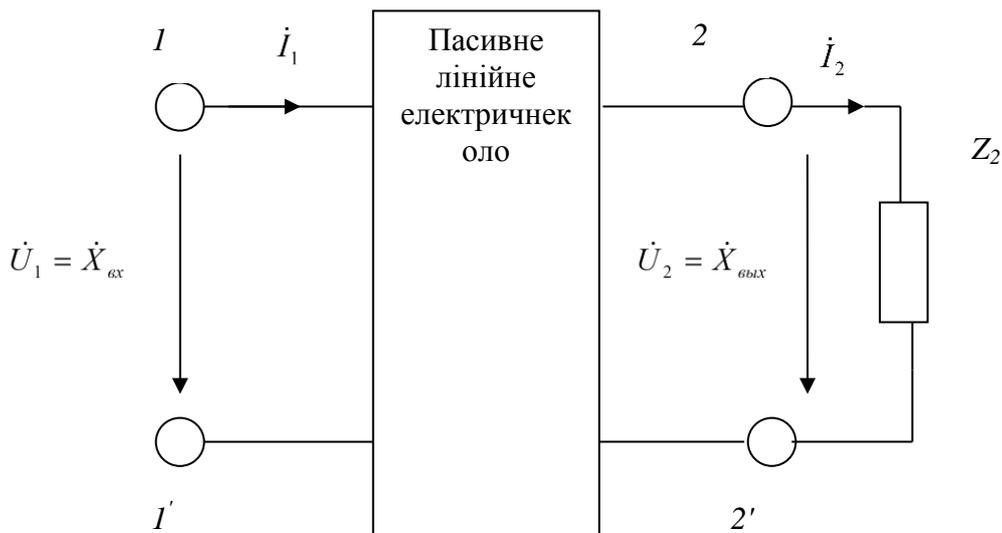 1
İ₁
Пасивне
лінійне
електричнек
оло
2
İ₂
Z₂
U̇₁ = Ẋвх
U̇₂ = Ẋвых
1'
2'